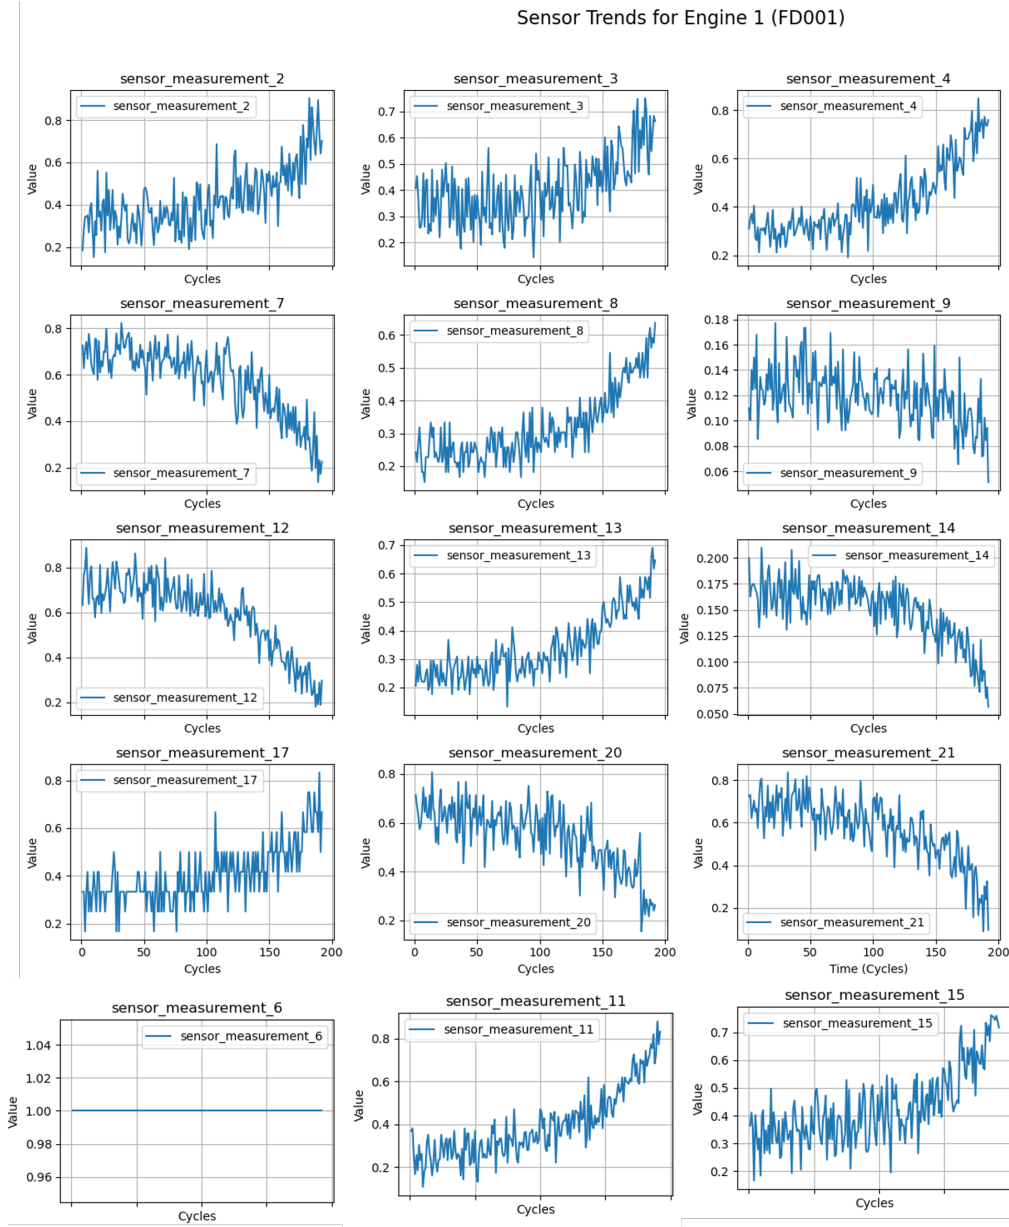 Sensor Trends for Engine 1 (FD001)
sensor_measurement_2
sensor_measurement_2
Value
0.8
0.6
0.4
0.2
Cycles
sensor_measurement_3
sensor_measurement_3
Value
0.7
0.6
0.5
0.4
0.3
0.2
Cycles
sensor_measurement_4
sensor_measurement_4
Value
0.8
0.6
0.4
0.2
Cycles
sensor_measurement_7
sensor_measurement_7
Value
0.8
0.6
0.4
0.2
Cycles
sensor_measurement_8
sensor_measurement_8
Value
0.6
0.5
0.4
0.3
0.2
Cycles
sensor_measurement_9
sensor_measurement_9
Value
0.18
0.16
0.14
0.12
0.10
0.08
0.06
Cycles
sensor_measurement_12
sensor_measurement_12
Value
0.8
0.6
0.4
0.2
Cycles
sensor_measurement_13
sensor_measurement_13
Value
0.7
0.6
0.5
0.4
0.3
0.2
Cycles
sensor_measurement_14
sensor_measurement_14
Value
0.200
0.175
0.150
0.125
0.100
0.075
0.050
Cycles
sensor_measurement_17
sensor_measurement_17
Value
0.8
0.6
0.4
0.2
0 50 100 150 200
Cycles
sensor_measurement_20
sensor_measurement_20
Value
0.8
0.6
0.4
0.2
0 50 100 150 200
Cycles
sensor_measurement_21
sensor_measurement_21
Value
0.8
0.6
0.4
0.2
0 50 100 150 200
Time (Cycles)
sensor_measurement_6
sensor_measurement_6
Value
1.04
1.02
1.00
0.98
0.96
Cycles
sensor_measurement_11
sensor_measurement_11
Value
0.8
0.6
0.4
0.2
Cycles
sensor_measurement_15
sensor_measurement_15
Value
0.7
0.6
0.5
0.4
0.3
0.2
Cycles